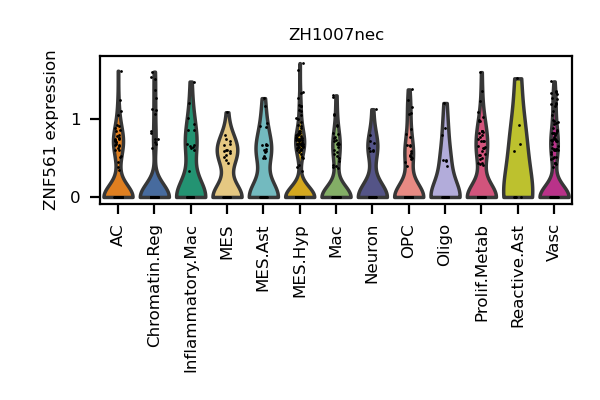 ZH1007nec
ZNF561 expression
1
0
AC
Chromatin.Reg
Inflammatory.Mac
MES
MES.Ast
MES.Hyp
Mac
Neuron
OPC
Oligo
Prolif.Metab
Reactive.Ast
Vasc